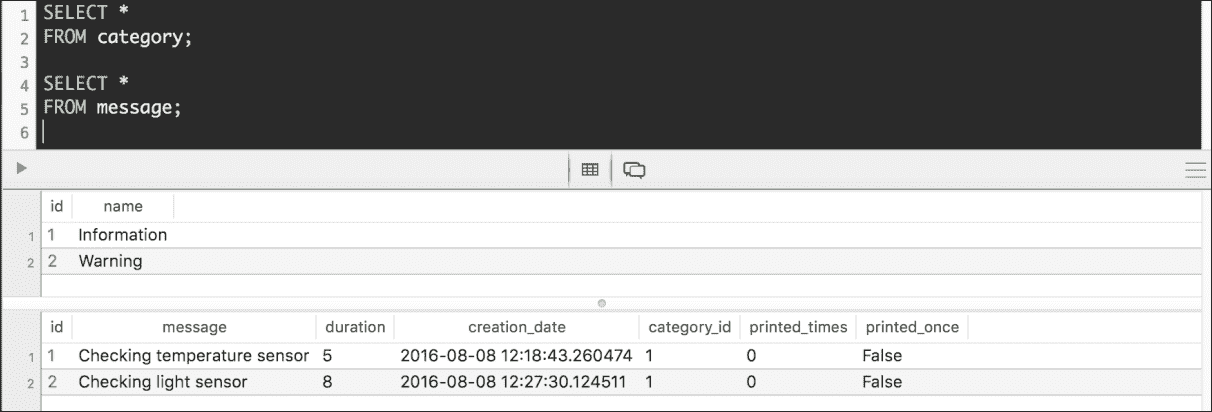 1 SELECT *
2 FROM category;
3
4 SELECT *
5 FROM message;
6
id name
1 1 Information
2 2 Warning
id message duration creation_date category_id printed_times printed_once
1 1 Checking temperature sensor 5 2016-08-08 12:18:43.260474 1 0 False
2 2 Checking light sensor 8 2016-08-08 12:27:30.124511 1 0 False